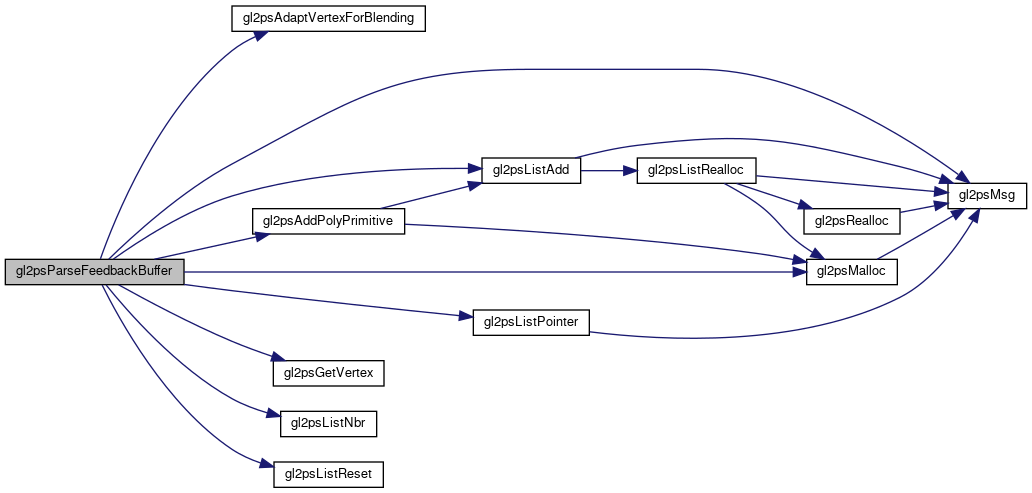 gl2psAdaptVertexForBlending
gl2psListAdd
gl2psListRealloc
gl2psMsg
gl2psAddPolyPrimitive
gl2psRealloc
gl2psParseFeedbackBuffer
gl2psMalloc
gl2psListPointer
gl2psGetVertex
gl2psListNbr
gl2psListReset